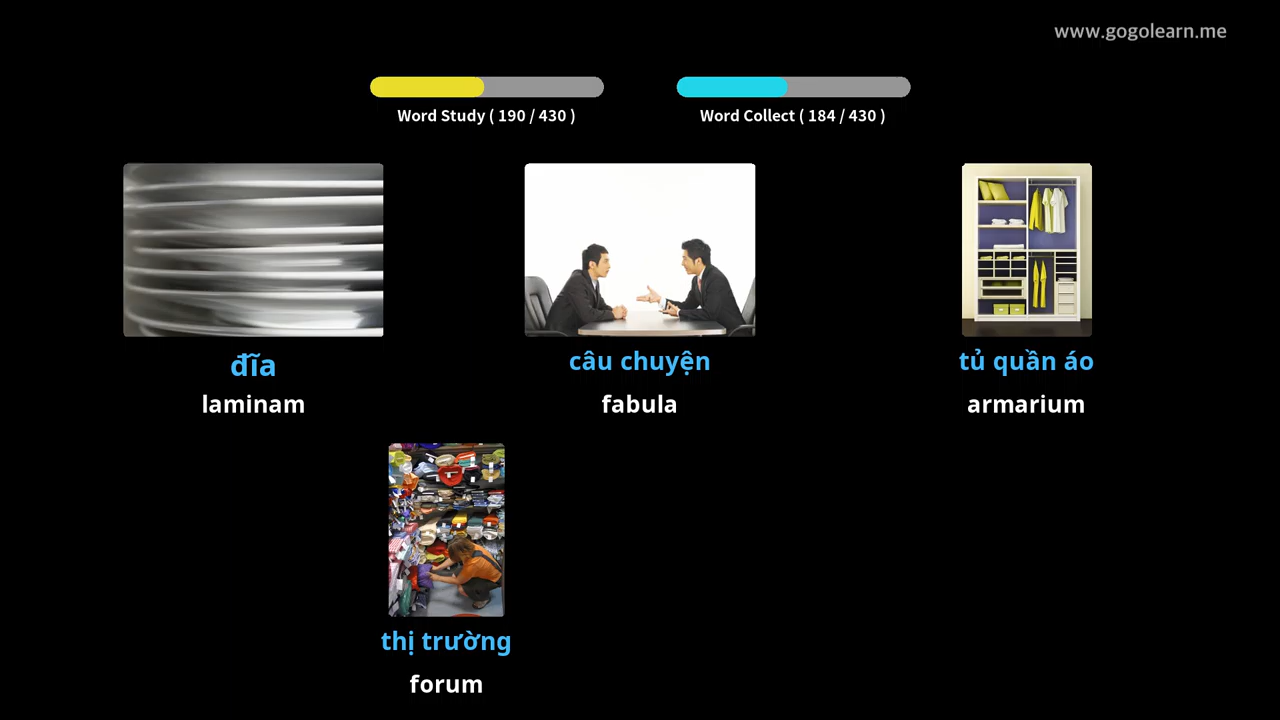 www.gogolearn.me
Word Study ( 190 / 430 )
Word Collect ( 184 / 430 )
đĩa
laminam
câu chuyện
fabula
tủ quần áo
armarium
thị trường
forum